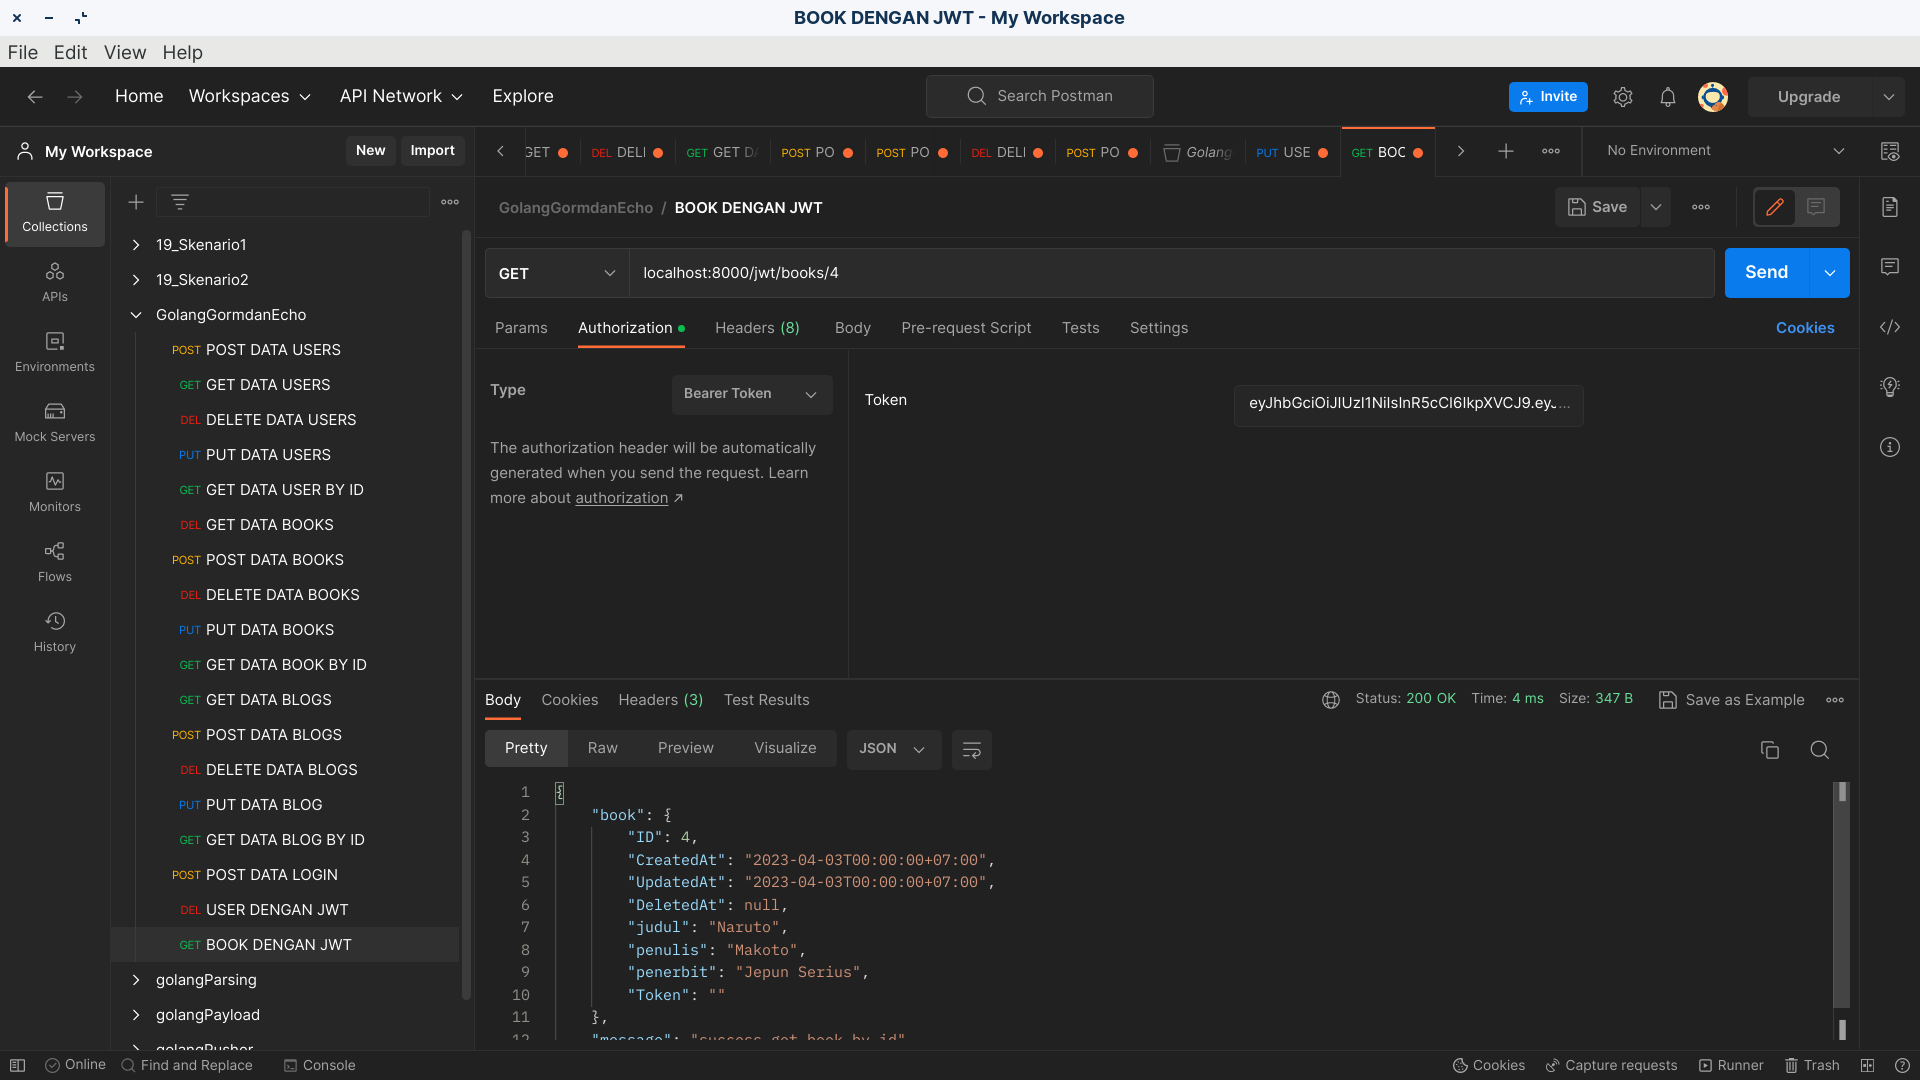 BOOK DENGAN JWT - My Workspace
File Edit View Help
Home Workspaces API Network Explore
Search Postman
Invite
Upgrade
My Workspace New Import
GET DEL DELI GET GET DA POST PO POST PO DEL DELI POST PO Golang PUT USE GET BOO
No Environment
Collections
APIs
Environments
Mock Servers
Monitors
Flows
History
19_Skenario1
19_Skenario2
GolangGormdanEcho
POST POST DATA USERS
GET GET DATA USERS
DEL DELETE DATA USERS
PUT PUT DATA USERS
GET GET DATA USER BY ID
DEL GET DATA BOOKS
POST POST DATA BOOKS
DEL DELETE DATA BOOKS
PUT PUT DATA BOOKS
GET GET DATA BOOK BY ID
GET GET DATA BLOGS
POST POST DATA BLOGS
DEL DELETE DATA BLOGS
PUT PUT DATA BLOG
GET GET DATA BLOG BY ID
POST POST DATA LOGIN
DEL USER DENGAN JWT
GET BOOK DENGAN JWT
golangParsing
golangPayload
golangPusher
GolangGormdanEcho / BOOK DENGAN JWT
Save
GET localhost:8000/jwt/books/4
Send
Params Authorization Headers (8) Body Pre-request Script Tests Settings
Cookies
Type Bearer Token
The authorization header will be automatically
generated when you send the request. Learn
more about authorization ↗
Token eyJhbGciOiJIUzI1NiIsInR5cCI6IkpXVCJ9.eyJ...
Body Cookies Headers (3) Test Results
Status: 200 OK Time: 4 ms Size: 347 B Save as Example
Pretty Raw Preview Visualize JSON
1 {
2 "book": {
3 "ID": 4,
4 "CreatedAt": "2023-04-03T00:00:00+07:00",
5 "UpdatedAt": "2023-04-03T00:00:00+07:00",
6 "DeletedAt": null,
7 "judul": "Naruto",
8 "penulis": "Makoto",
9 "penerbit": "Jepun Serius",
10 "Token": ""
11 },
12 "message": "success get book by id"
Online Find and Replace Console
Cookies Capture requests Runner Trash